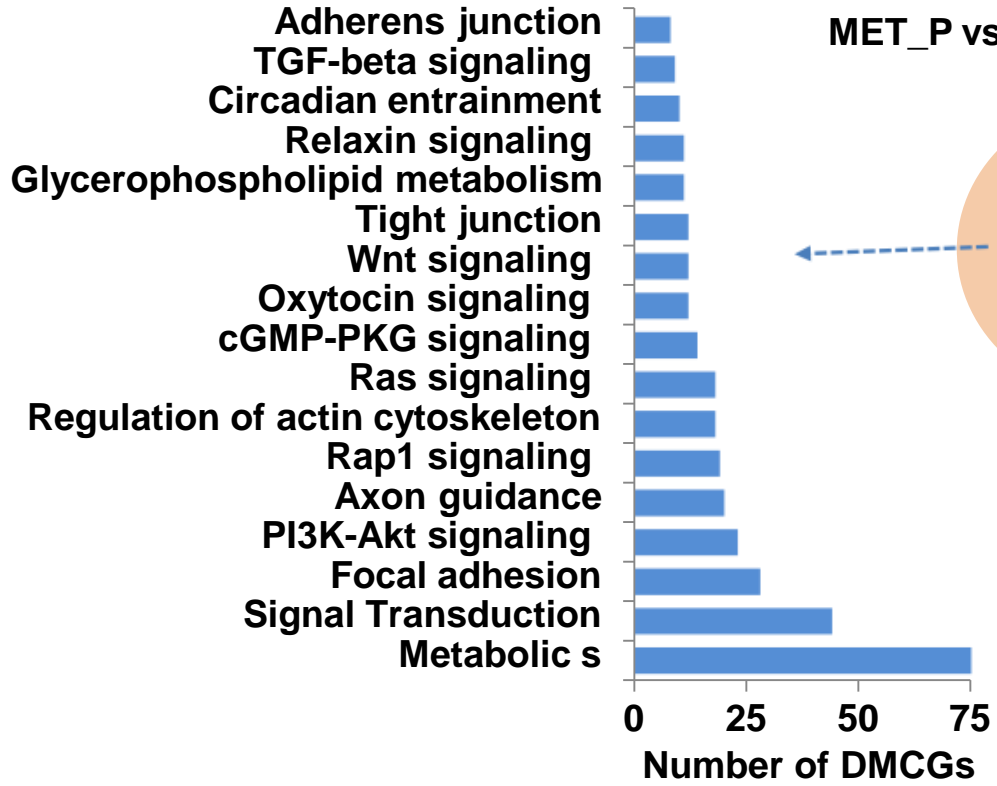 MET_P vs
Adherens junction
TGF-beta signaling
Circadian entrainment
Relaxin signaling
Glycerophospholipid metabolism
Tight junction
Wnt signaling
Oxytocin signaling
cGMP-PKG signaling
Ras signaling
Regulation of actin cytoskeleton
Rap1 signaling
Axon guidance
PI3K-Akt signaling
Focal adhesion
Signal Transduction
Metabolic s
0 25 50 75
Number of DMCGs